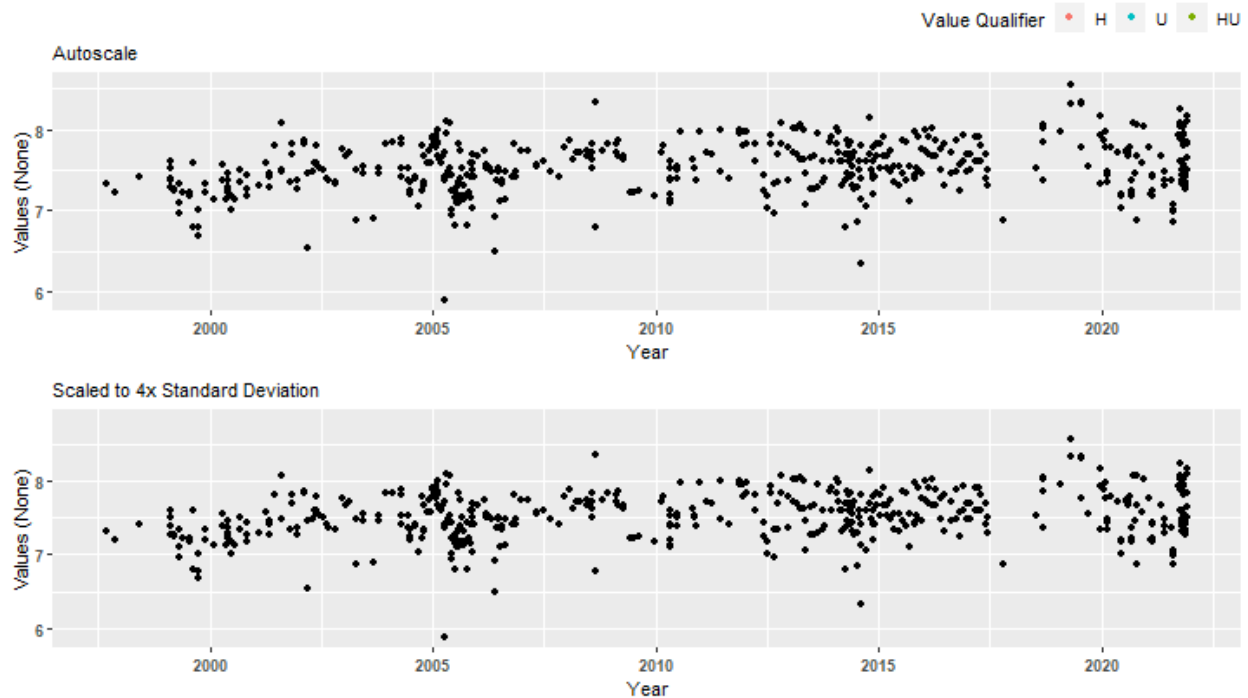 Value Qualifier H U HU
Autoscale
Values (None)
8
7
6
2000 2005 2010 2015 2020
Year
Scaled to 4x Standard Deviation
Values (None)
8
7
6
2000 2005 2010 2015 2020
Year